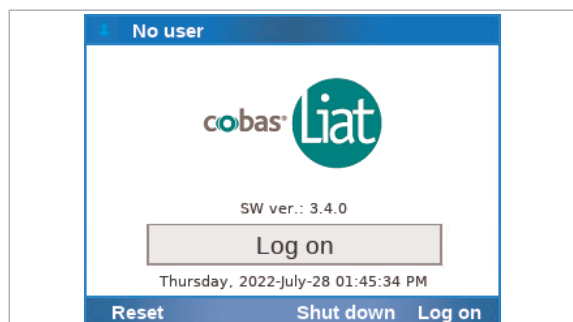 No user
cobas® Liat
SW ver.: 3.4.0
Log on
Thursday, 2022-July-28 01:45:34 PM
Reset Shut down Log on